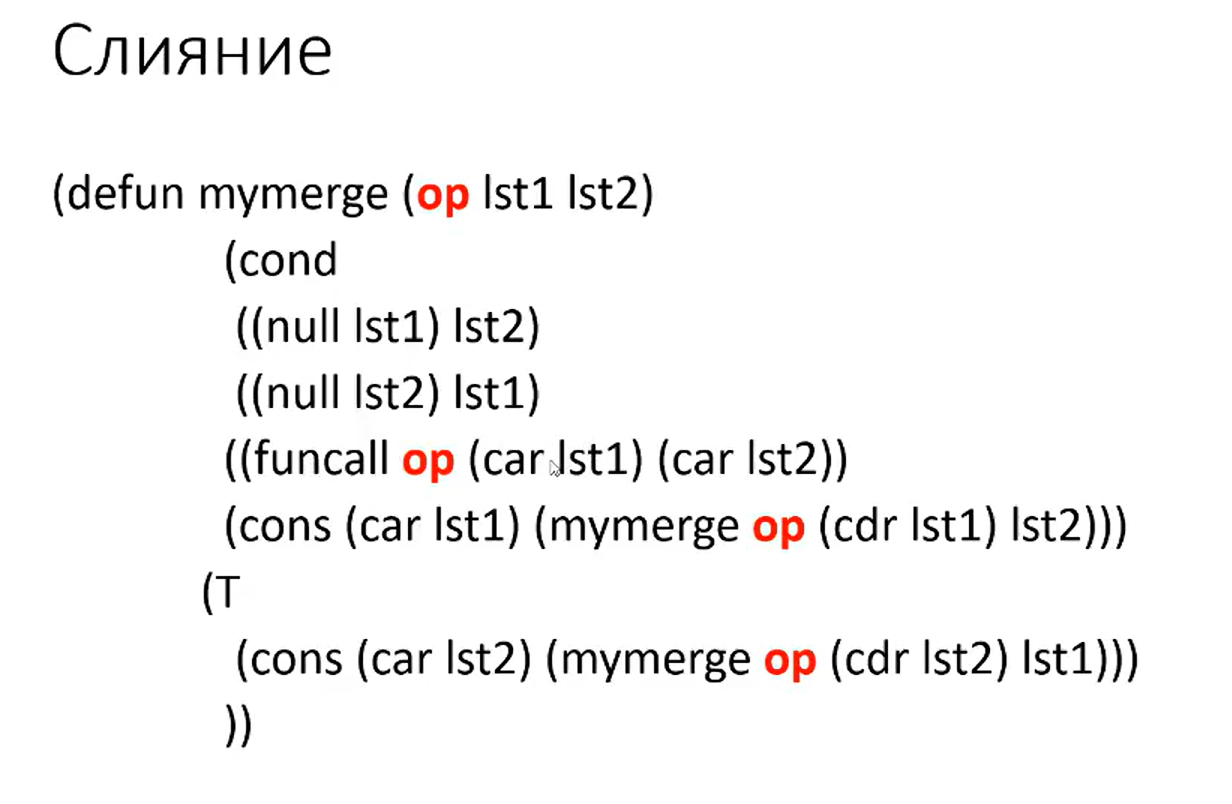 Слияние
(defun mymerge (op lst1 lst2)
(cond
((null lst1) lst2)
((null lst2) lst1)
((funcall op (car lst1) (car lst2))
(cons (car lst1) (mymerge op (cdr lst1) lst2)))
(T
(cons (car lst2) (mymerge op (cdr lst2) lst1)))
))